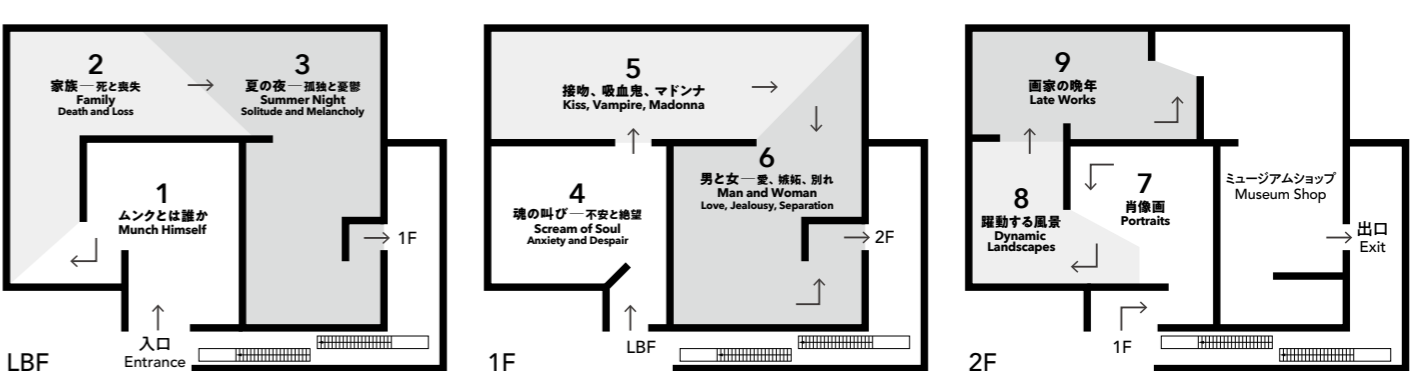 2
家族―死と喪失
Family
Death and Loss
3
夏の夜―孤独と憂鬱
Summer Night
Solitude and Melancholy
1
ムンクとは誰か
Munch Himself
1F
入口
Entrance
LBF
5
接吻、吸血鬼、マドンナ
Kiss, Vampire, Madonna
6
男と女―愛、嫉妬、別れ
Man and Woman
Love, Jealousy, Separation
4
魂の叫び―不安と絶望
Scream of Soul
Anxiety and Despair
2F
LBF
1F
9
画家の晩年
Late Works
7
肖像画
Portraits
8
躍動する風景
Dynamic
Landscapes
ミュージアムショップ
Museum Shop
出口
Exit
1F
2F